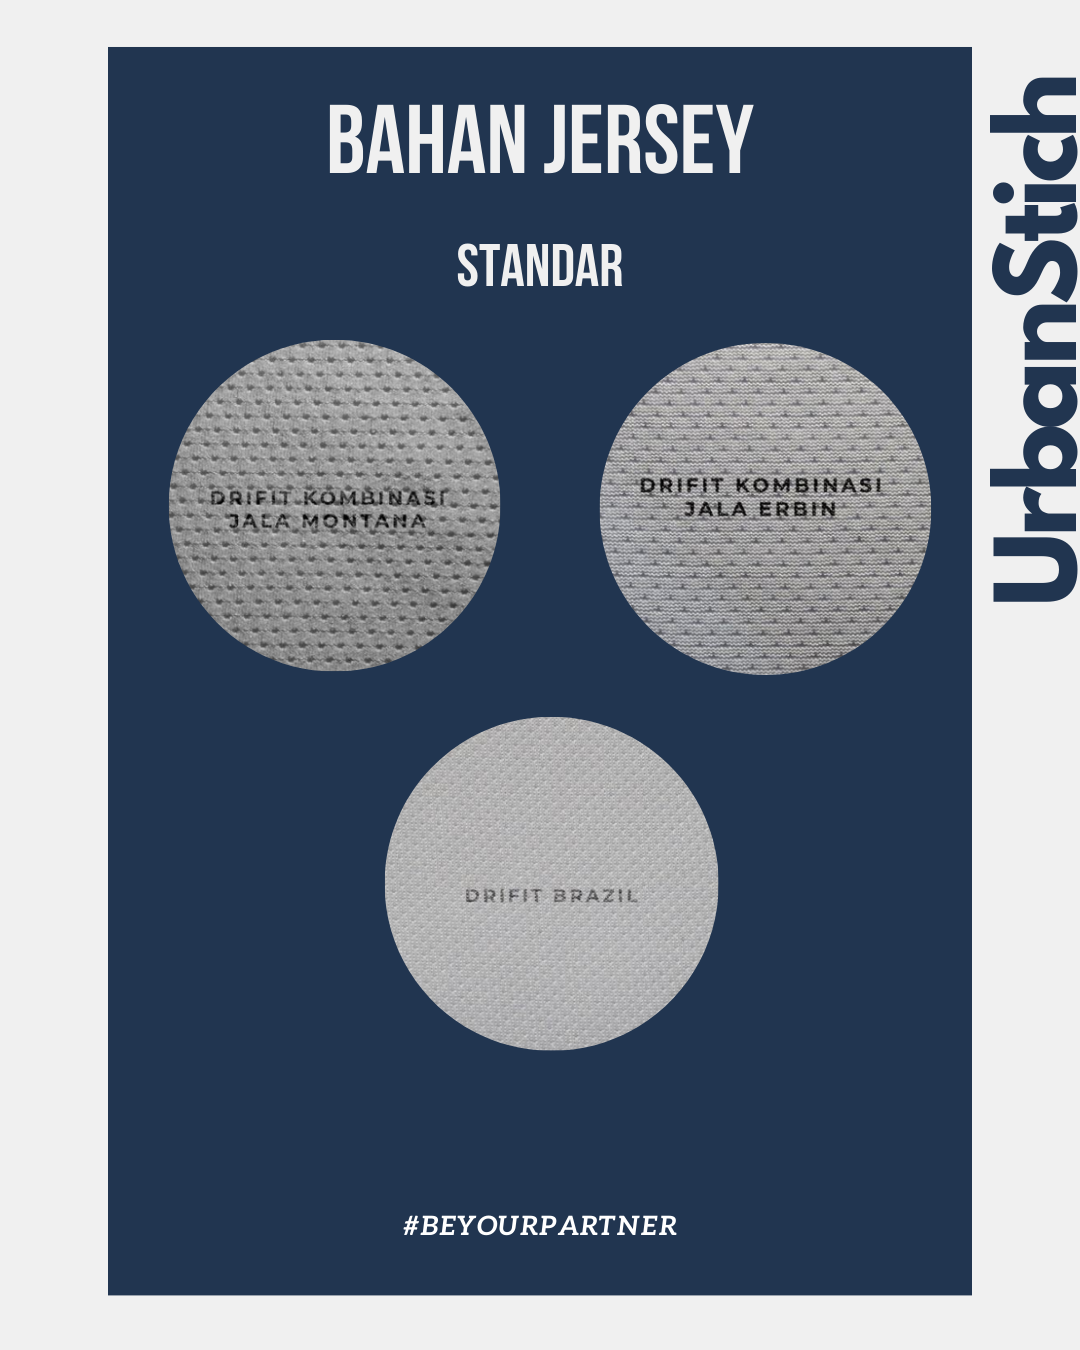 BAHAN JERSEY
STANDAR
DRIFIT KOMBINASI
JALA MONTANA
DRIFIT KOMBINASI
JALA ERBIN
DRIFIT BRAZIL
#BEYOURPARTNER
UrbanStich